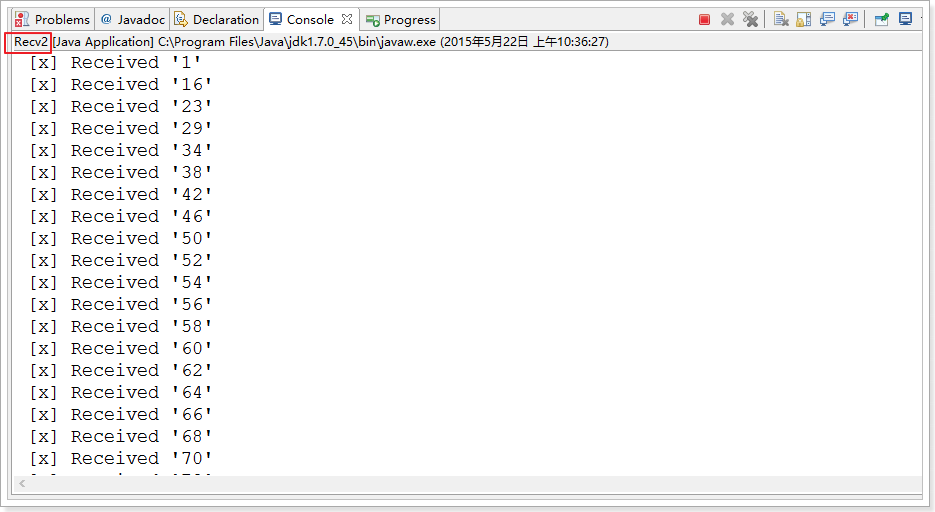 Problems @ Javadoc Declaration Console Progress
Recv2 [Java Application] C:\Program Files\Java\jdk1.7.0_45\bin\javaw.exe (2015年5月22日 上午10:36:27)
[x] Received '1'
[x] Received '16'
[x] Received '23'
[x] Received '29'
[x] Received '34'
[x] Received '38'
[x] Received '42'
[x] Received '46'
[x] Received '50'
[x] Received '52'
[x] Received '54'
[x] Received '56'
[x] Received '58'
[x] Received '60'
[x] Received '62'
[x] Received '64'
[x] Received '66'
[x] Received '68'
[x] Received '70'